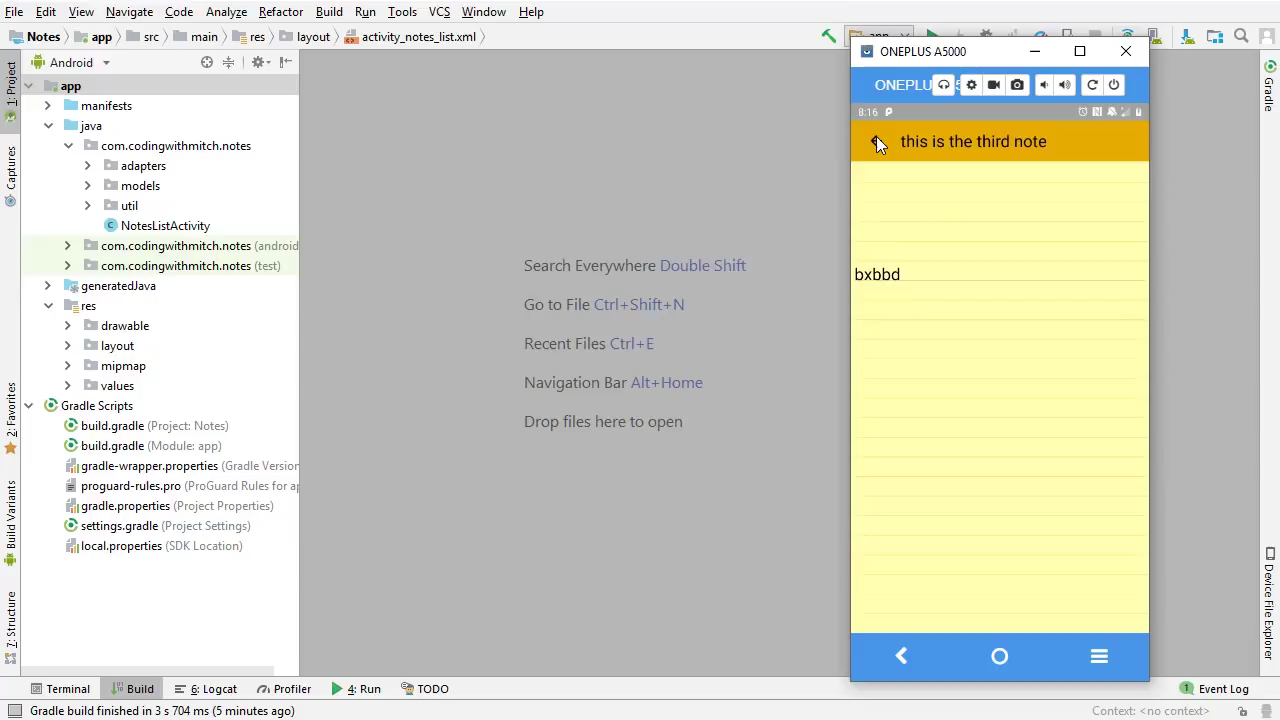 File Edit View Navigate Code Analyze Refactor Build Run Tools VCS Window Help
Notes app src main res layout activity_notes_list.xml
Android
app
manifests
java
com.codingwithmitch.notes
adapters
models
util
NotesListActivity
com.codingwithmitch.notes (android
com.codingwithmitch.notes (test)
generatedJava
res
drawable
layout
mipmap
values
Gradle Scripts
build.gradle (Project: Notes)
build.gradle (Module: app)
gradle-wrapper.properties (Gradle Version
proguard-rules.pro (ProGuard Rules for ap
gradle.properties (Project Properties)
settings.gradle (Project Settings)
local.properties (SDK Location)
1: Project
Captures
2: Favorites
Build Variants
7: Structure
Search Everywhere Double Shift
Go to File Ctrl+Shift+N
Recent Files Ctrl+E
Navigation Bar Alt+Home
Drop files here to open
ONEPLUS A5000
8:16
this is the third note
bxbbd
Gradle
Device File Explorer
Terminal Build 6: Logcat Profiler 4: Run TODO
1 Event Log
Gradle build finished in 3 s 704 ms (5 minutes ago)
Context: <no context>